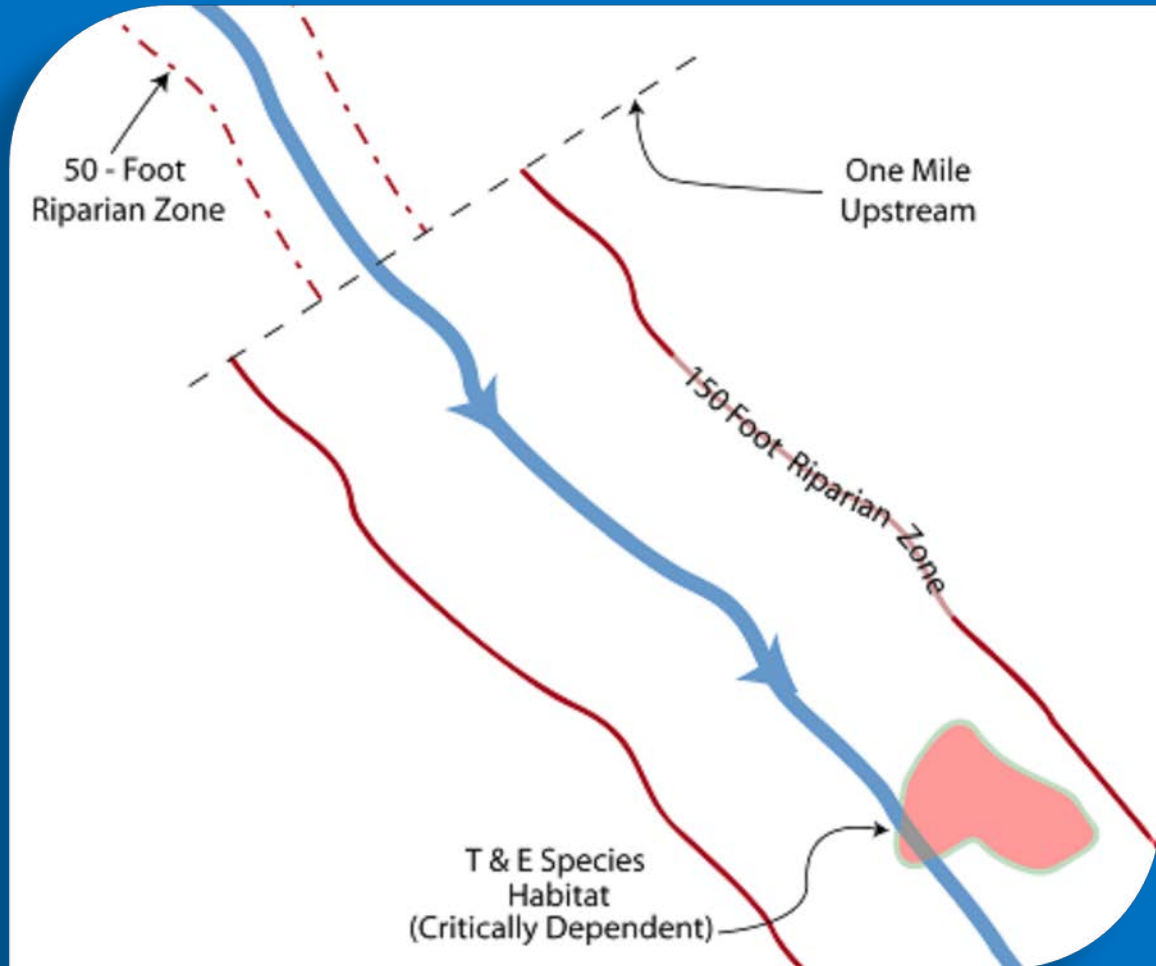 50 - Foot
Riparian Zone
One Mile
Upstream
150 Foot Riparian Zone
T & E Species
Habitat
(Critically Dependent)